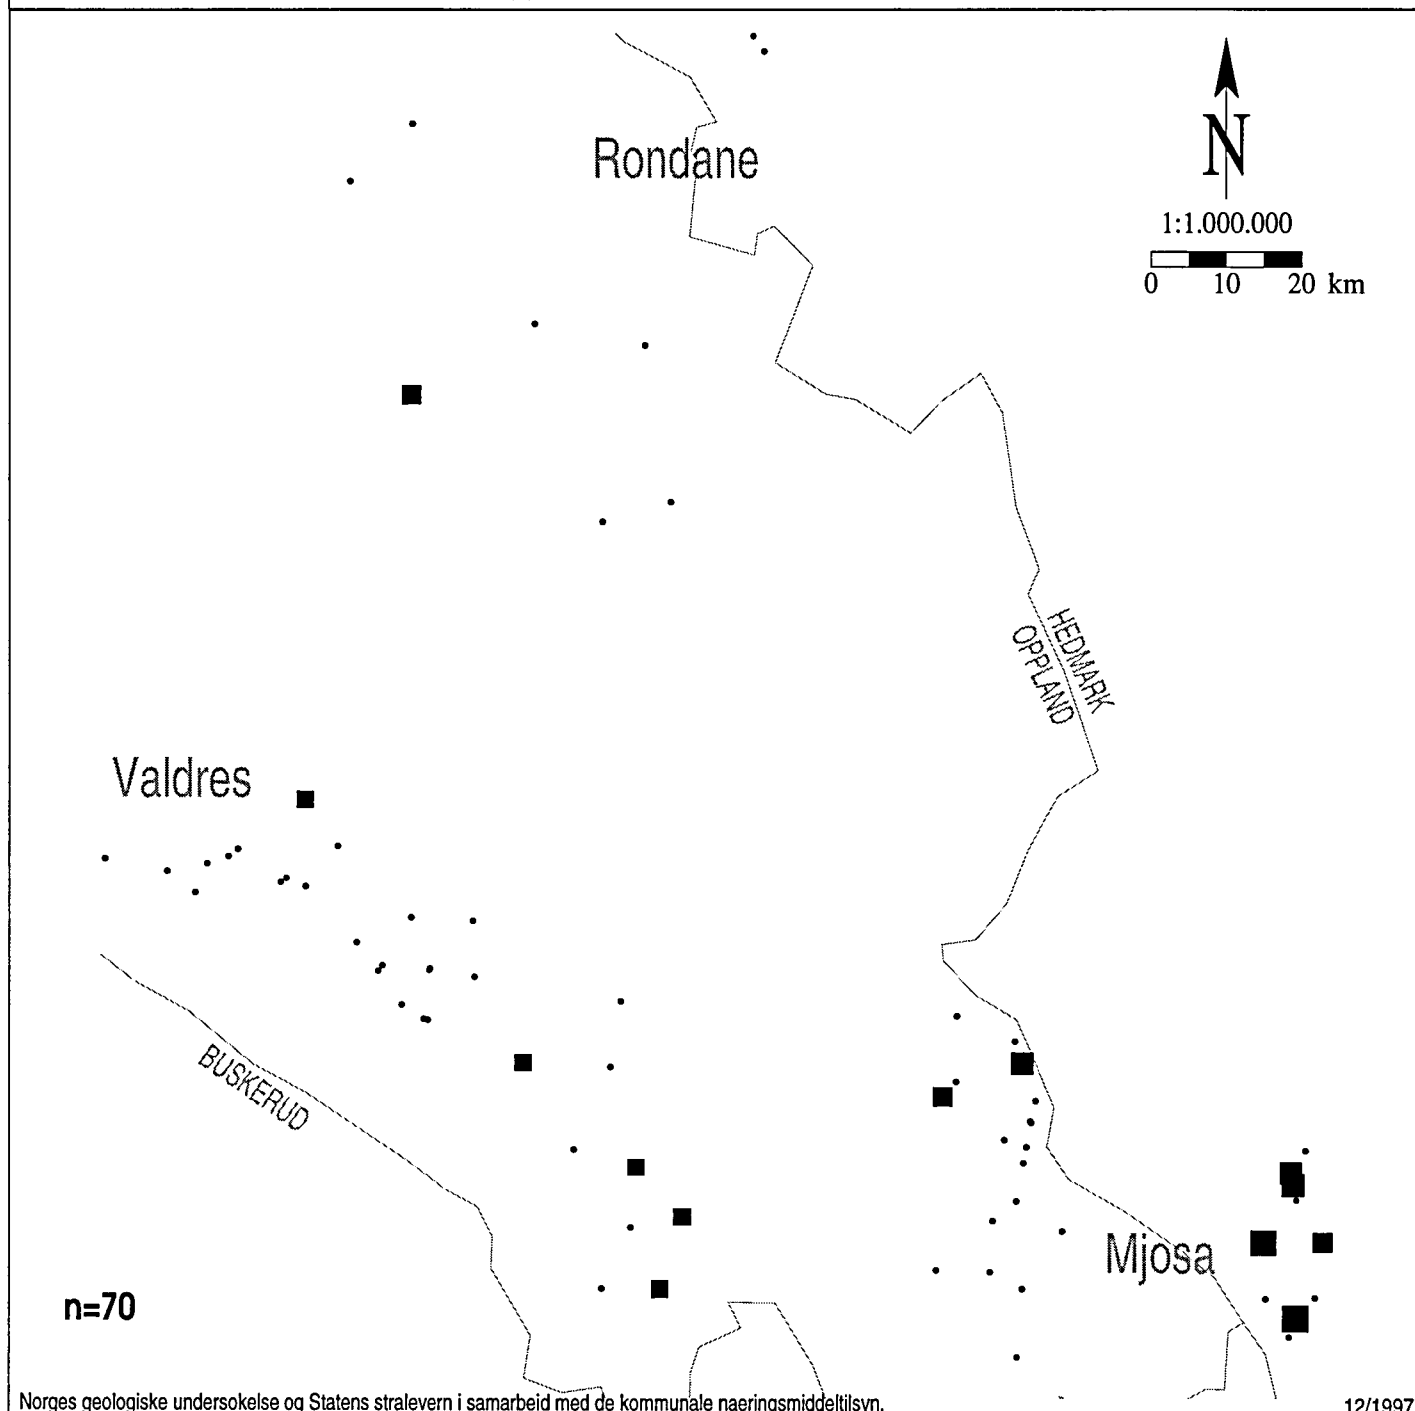 N
Rondane
1:1.000.000
0 10 20 km
HEDMARK
OPPLAND
Valdres
BUSKERUD
Mjosa
n=70
Norges geologiske undersokelse og Statens stralevern i samarbeid med de kommunale naeringsmiddeltilsyn.
12/1997